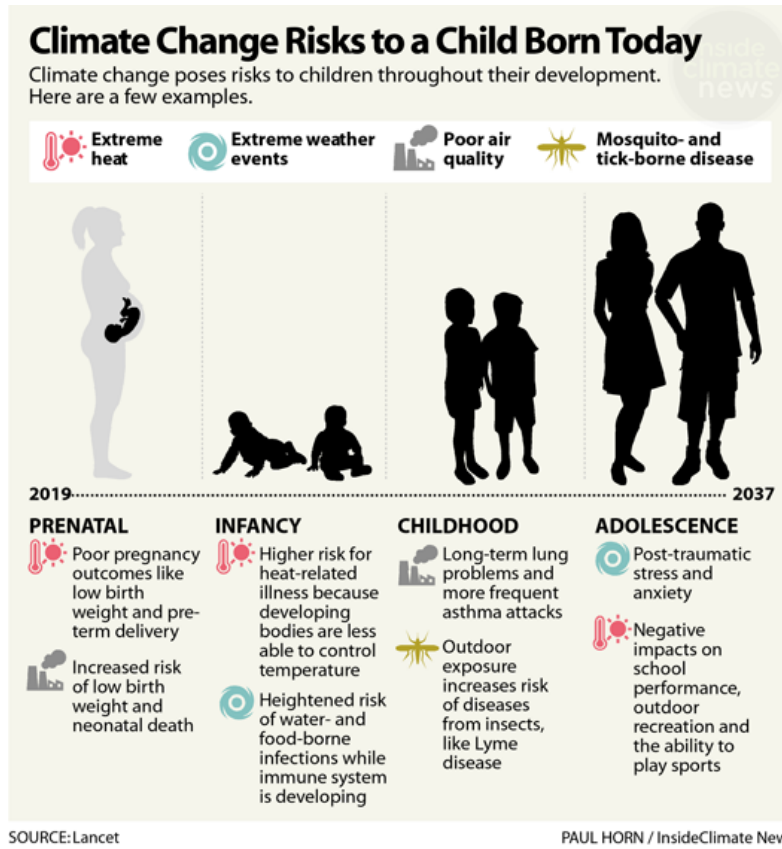 Climate Change Risks to a Child Born Today
inside
climate
news
Climate change poses risks to children throughout their development.
Here are a few examples.
Extreme
heat
Extreme weather
events
Poor air
quality
Mosquito- and
tick-borne disease
2019
2037
PRENATAL
Poor pregnancy
outcomes like
low birth
weight and pre-
term delivery
Increased risk
of low birth
weight and
neonatal death
INFANCY
Higher risk for
heat-related
illness because
developing
bodies are less
able to control
temperature
Heightened risk
of water- and
food-borne
infections while
immune system
is developing
CHILDHOOD
Long-term lung
problems and
more frequent
asthma attacks
Outdoor
exposure
increases risk
of diseases
from insects,
like Lyme
disease
ADOLESCENCE
Post-traumatic
stress and
anxiety
Negative
impacts on
school
performance,
outdoor
recreation and
the ability to
play sports
SOURCE: Lancet
PAUL HORN / InsideClimate New